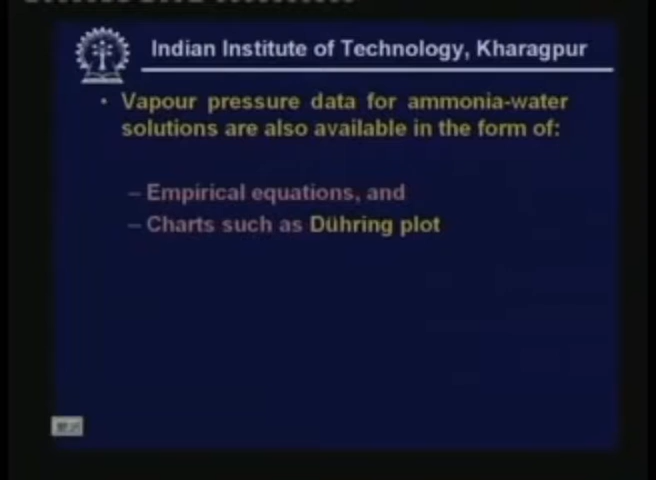 Indian Institute of Technology, Kharagpur
• Vapour pressure data for ammonia-water
solutions are also available in the form of:
– Empirical equations, and
– Charts such as Dühring plot